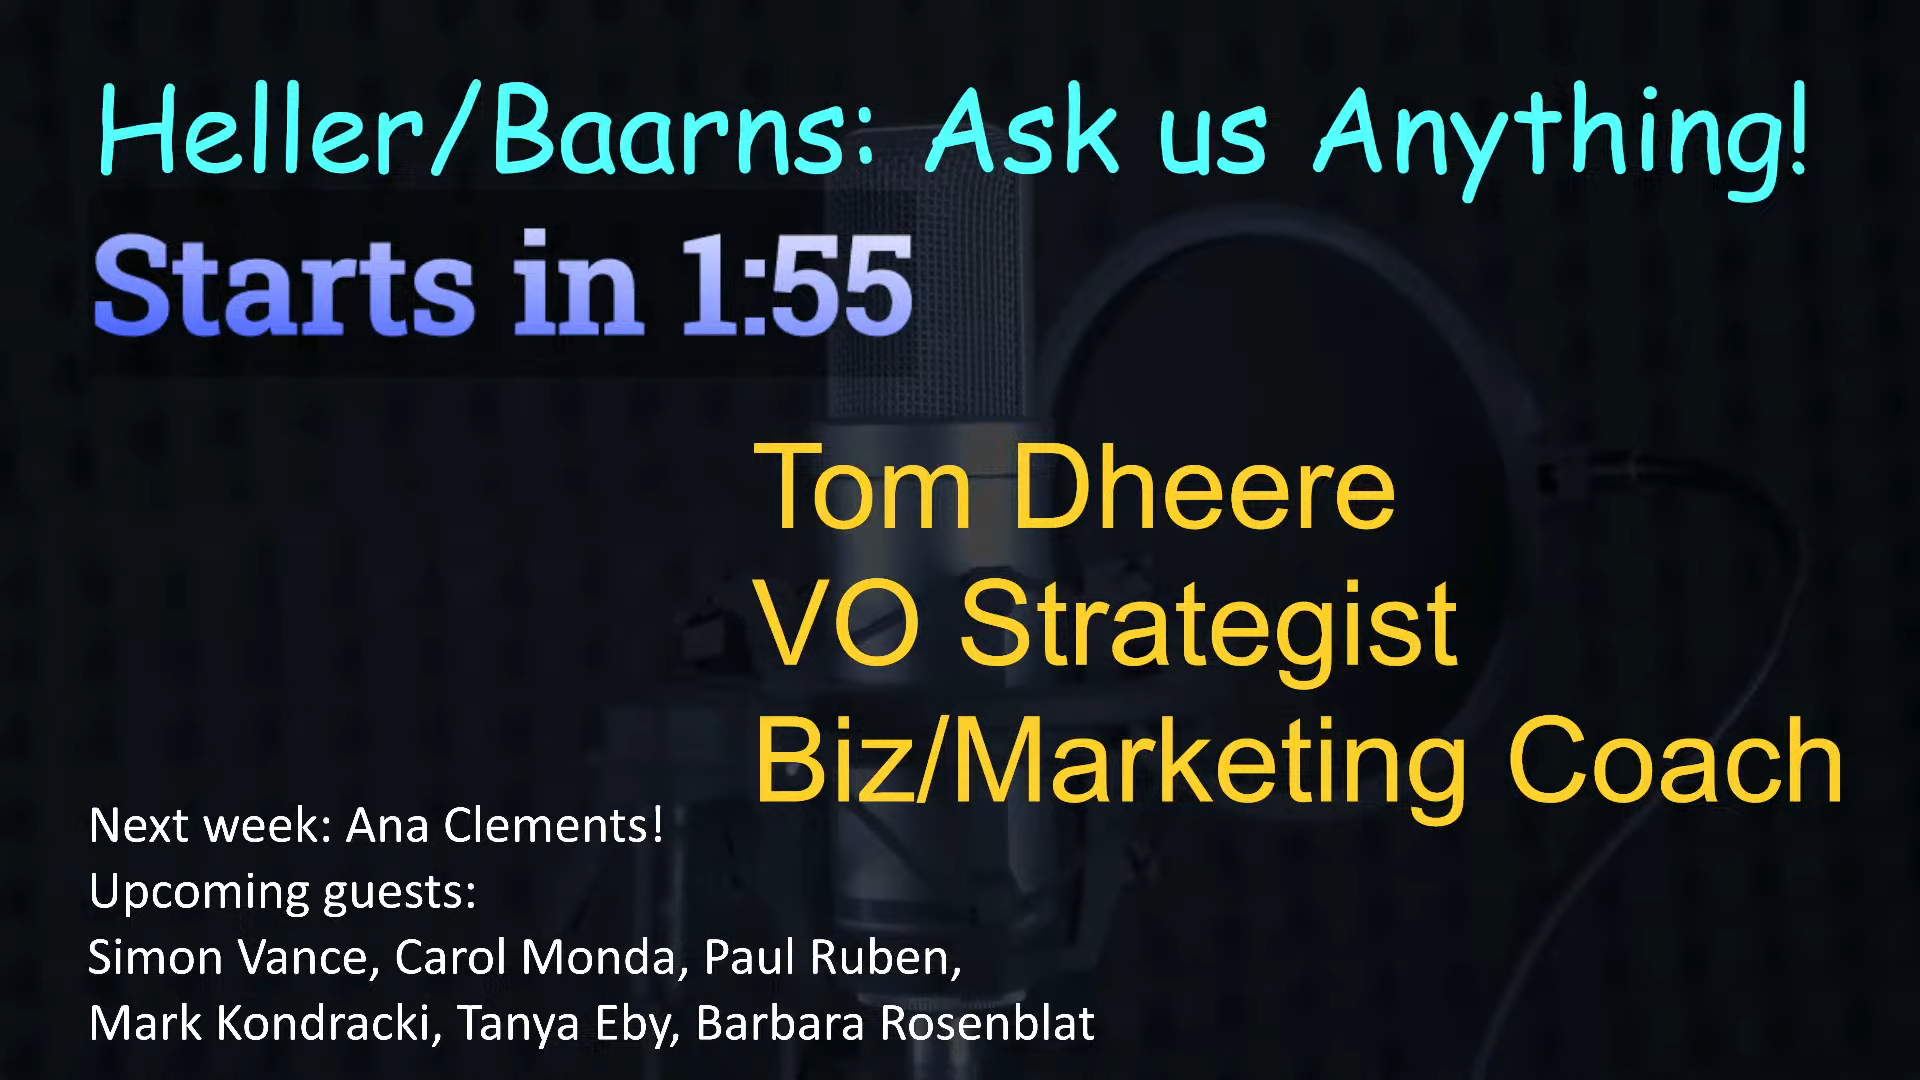 Heller/Baarns: Ask us Anything!
Starts in 1:55
Tom Dheere
VO Strategist
Biz/Marketing Coach
Next week: Ana Clements!
Upcoming guests:
Simon Vance, Carol Monda, Paul Ruben,
Mark Kondracki, Tanya Eby, Barbara Rosenblat